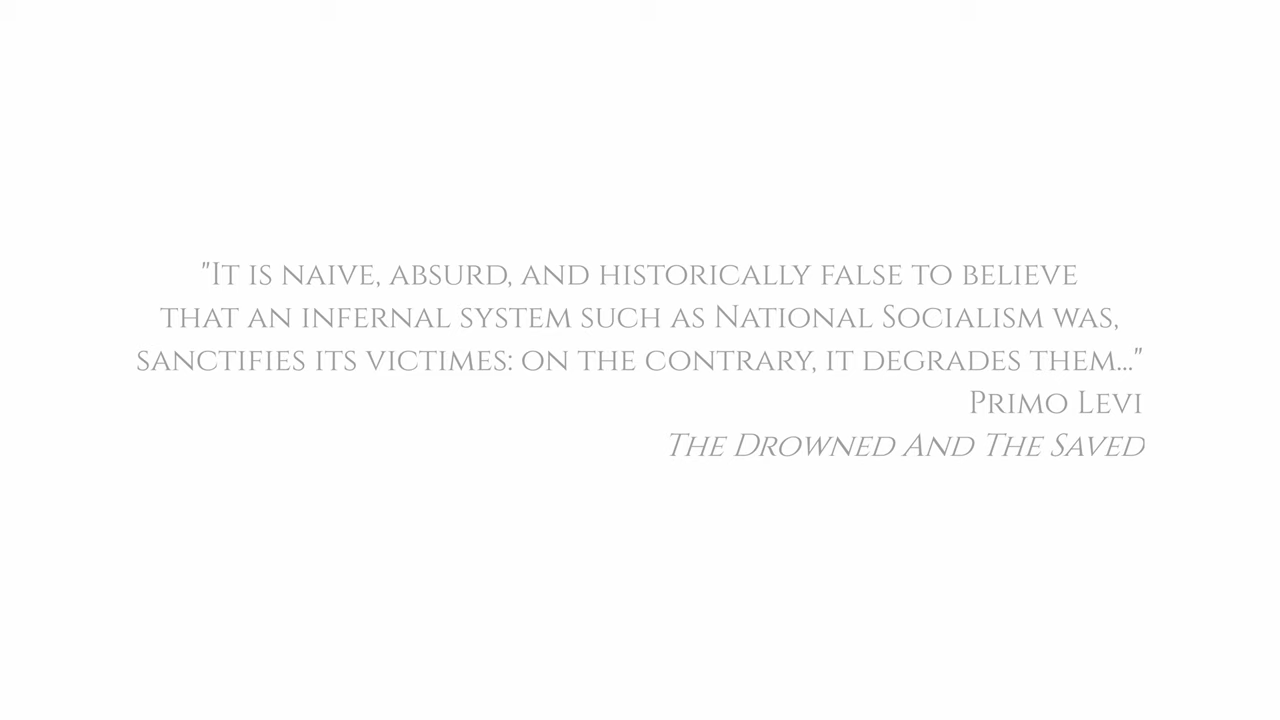 "It is naive, absurd, and historically false to believe
that an infernal system such as National Socialism was,
sanctifies its victimes: on the contrary, it degrades them..."
Primo Levi
The Drowned And The Saved